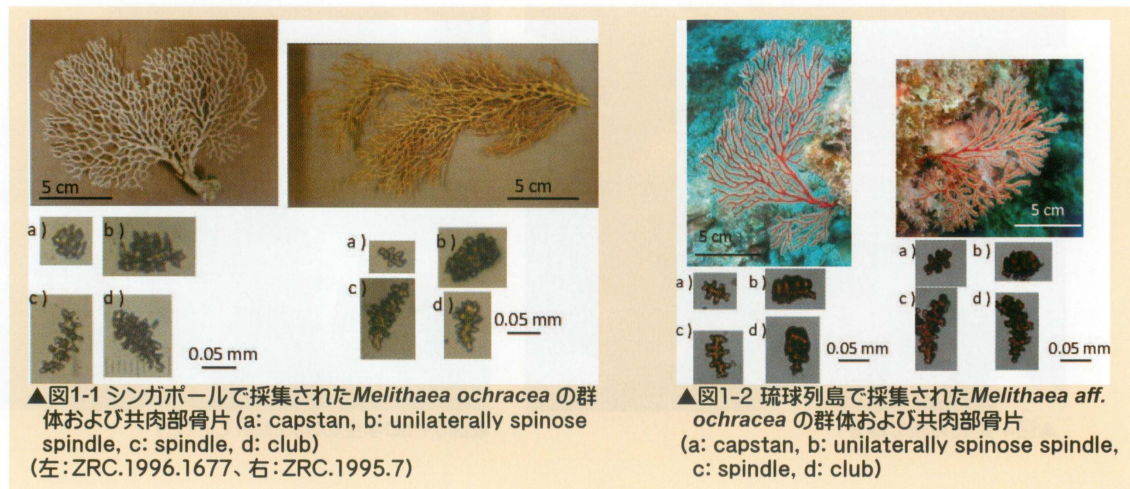 5 cm
5 cm
a) b)
c) d)
0.05 mm
a) b)
c) d)
0.05 mm
▲図1-1 シンガポールで採集されたMelithaea ochracea の群
体および共肉部骨片 (a: capstan, b: unilaterally spinose
spindle, c: spindle, d: club)
(左:ZRC.1996.1677、右:ZRC.1995.7)
5 cm
5 cm
a) b)
c) d)
a) b)
c) d)
0.05 mm
▲図1-2 琉球列島で採集されたMelithaea aff.
ochracea の群体および共肉部骨片
(a: capstan, b: unilaterally spinose spindle,
c: spindle, d: club)